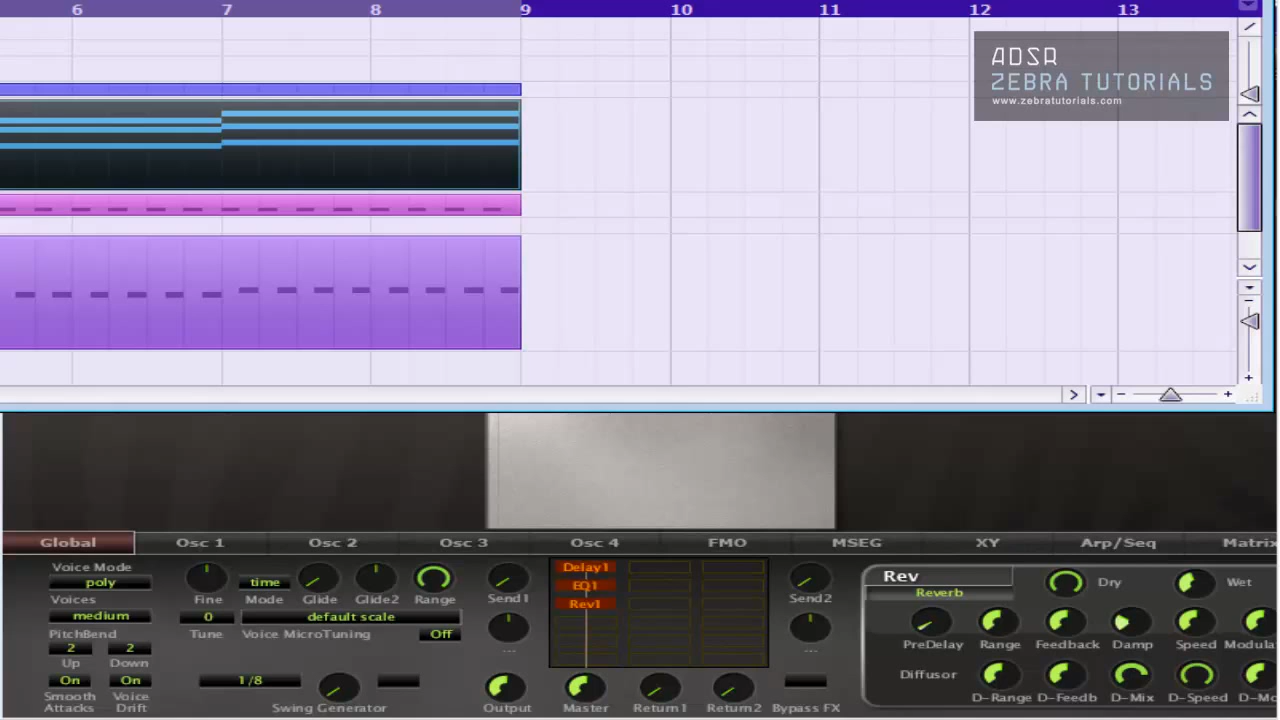 6 7 8 9 10 11 12 13
ADSR
ZEBRA TUTORIALS
www.zebratutorials.com
Global Osc 1 Osc 2 Osc 3 Osc 4 FMO MSEG XY Arp/Seq Matrix
Voice Mode
poly
Voices
medium
PitchBend
2 2
Up Down
On On
Smooth Attacks Voice Drift
Fine
time
Mode Glide Glide2 Range
0 default scale
Tune Voice MicroTuning Off
1/8
Swing Generator
Send1
---
Output
Delay1
EQ1
Rev1
Master Return1 Return2 Bypass FX
Send2
---
Rev
Reverb
Dry Wet
PreDelay Range Feedback Damp Speed
Diffusor
D-Range D-Feedb D-Mix D-Speed